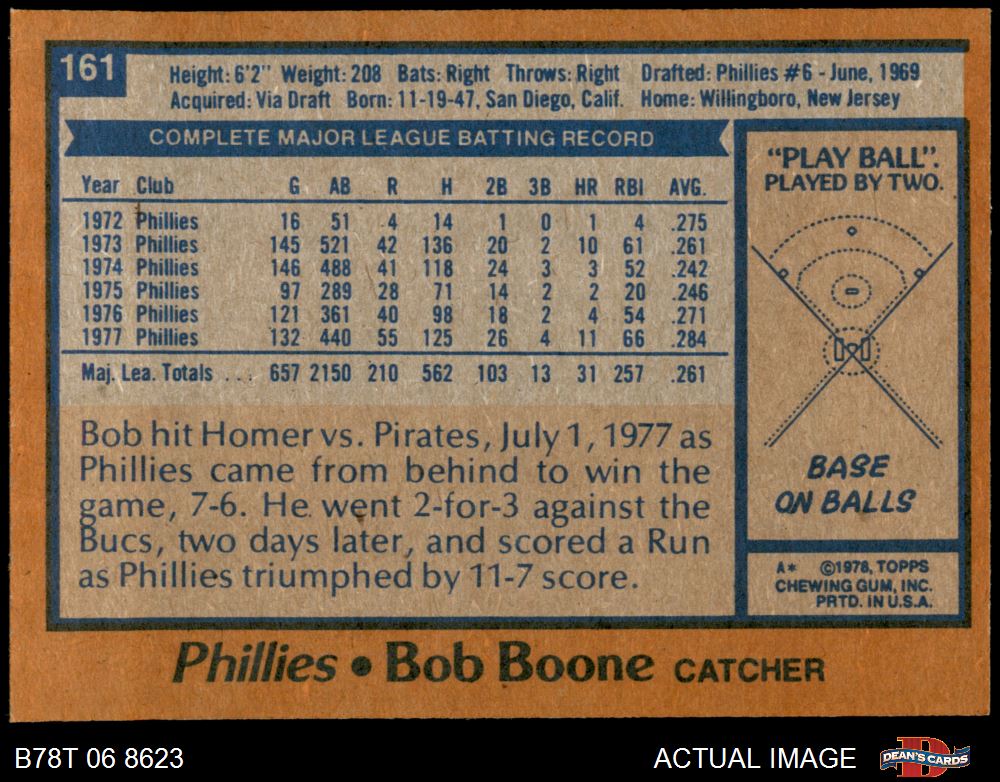 161
Height: 6'2" Weight: 208 Bats: Right Throws: Right Drafted: Phillies #6 - June, 1969
Acquired: Via Draft Born: 11-19-47, San Diego, Calif. Home: Willingboro, New Jersey
COMPLETE MAJOR LEAGUE BATTING RECORD
Year Club G AB R H 2B 3B HR RBI AVG.
1972 Phillies 16 51 4 14 1 0 1 4 .275
1973 Phillies 145 521 42 136 20 2 10 61 .261
1974 Phillies 146 488 41 118 24 3 3 52 .242
1975 Phillies 97 289 28 71 14 2 2 20 .246
1976 Phillies 121 361 40 98 18 2 4 54 .271
1977 Phillies 132 440 55 125 26 4 11 66 .284
Maj. Lea. Totals ... 657 2150 210 562 103 13 31 257 .261
Bob hit Homer vs. Pirates, July 1, 1977 as
Phillies came from behind to win the
game, 7-6. He went 2-for-3 against the
Bucs, two days later, and scored a Run
as Phillies triumphed by 11-7 score.
"PLAY BALL".
PLAYED BY TWO.
BASE
ON BALLS
A* ©1978, TOPPS
CHEWING GUM, INC.
PRTD. IN U.S.A.
Phillies • Bob Boone CATCHER
B78T 06 8623
ACTUAL IMAGE
D
DEAN'S CARDS